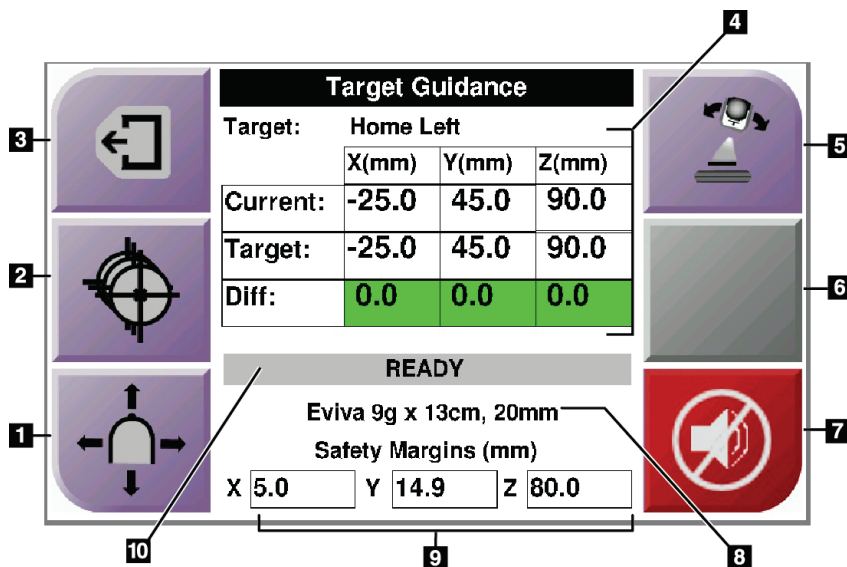 4
Target Guidance
3
Target: Home Left
5
X(mm) Y(mm) Z(mm)
Current: -25.0 45.0 90.0
Target: -25.0 45.0 90.0
2
Diff: 0.0 0.0 0.0
6
READY
Eviva 9g x 13cm, 20mm
1
7
Safety Margins (mm)
X 5.0 Y 14.9 Z 80.0
10
9
8